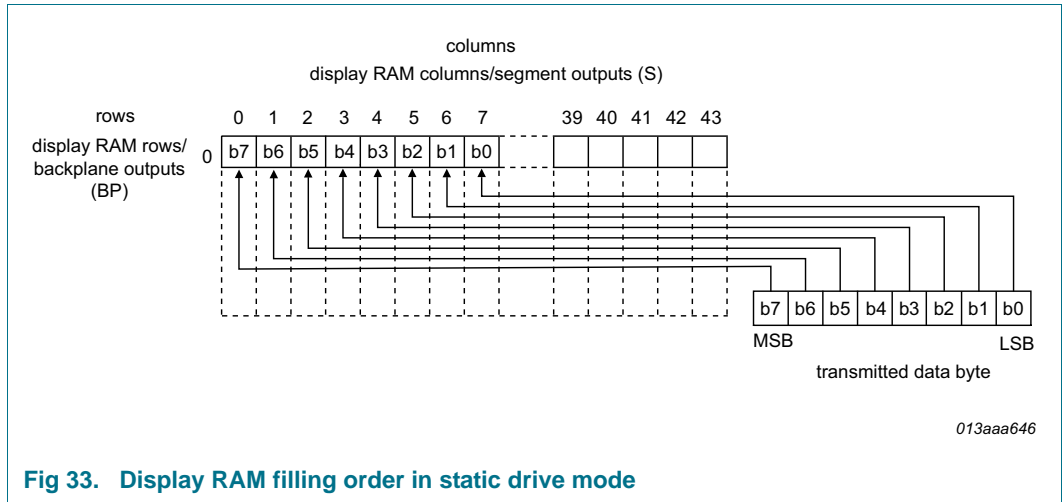 columns
display RAM columns/segment outputs (S)
rows 0 1 2 3 4 5 6 7 39 40 41 42 43
display RAM rows/
backplane outputs
(BP)
0 b7 b6 b5 b4 b3 b2 b1 b0
b7 b6 b5 b4 b3 b2 b1 b0
MSB LSB
transmitted data byte
013aaa646
Fig 33. Display RAM filling order in static drive mode